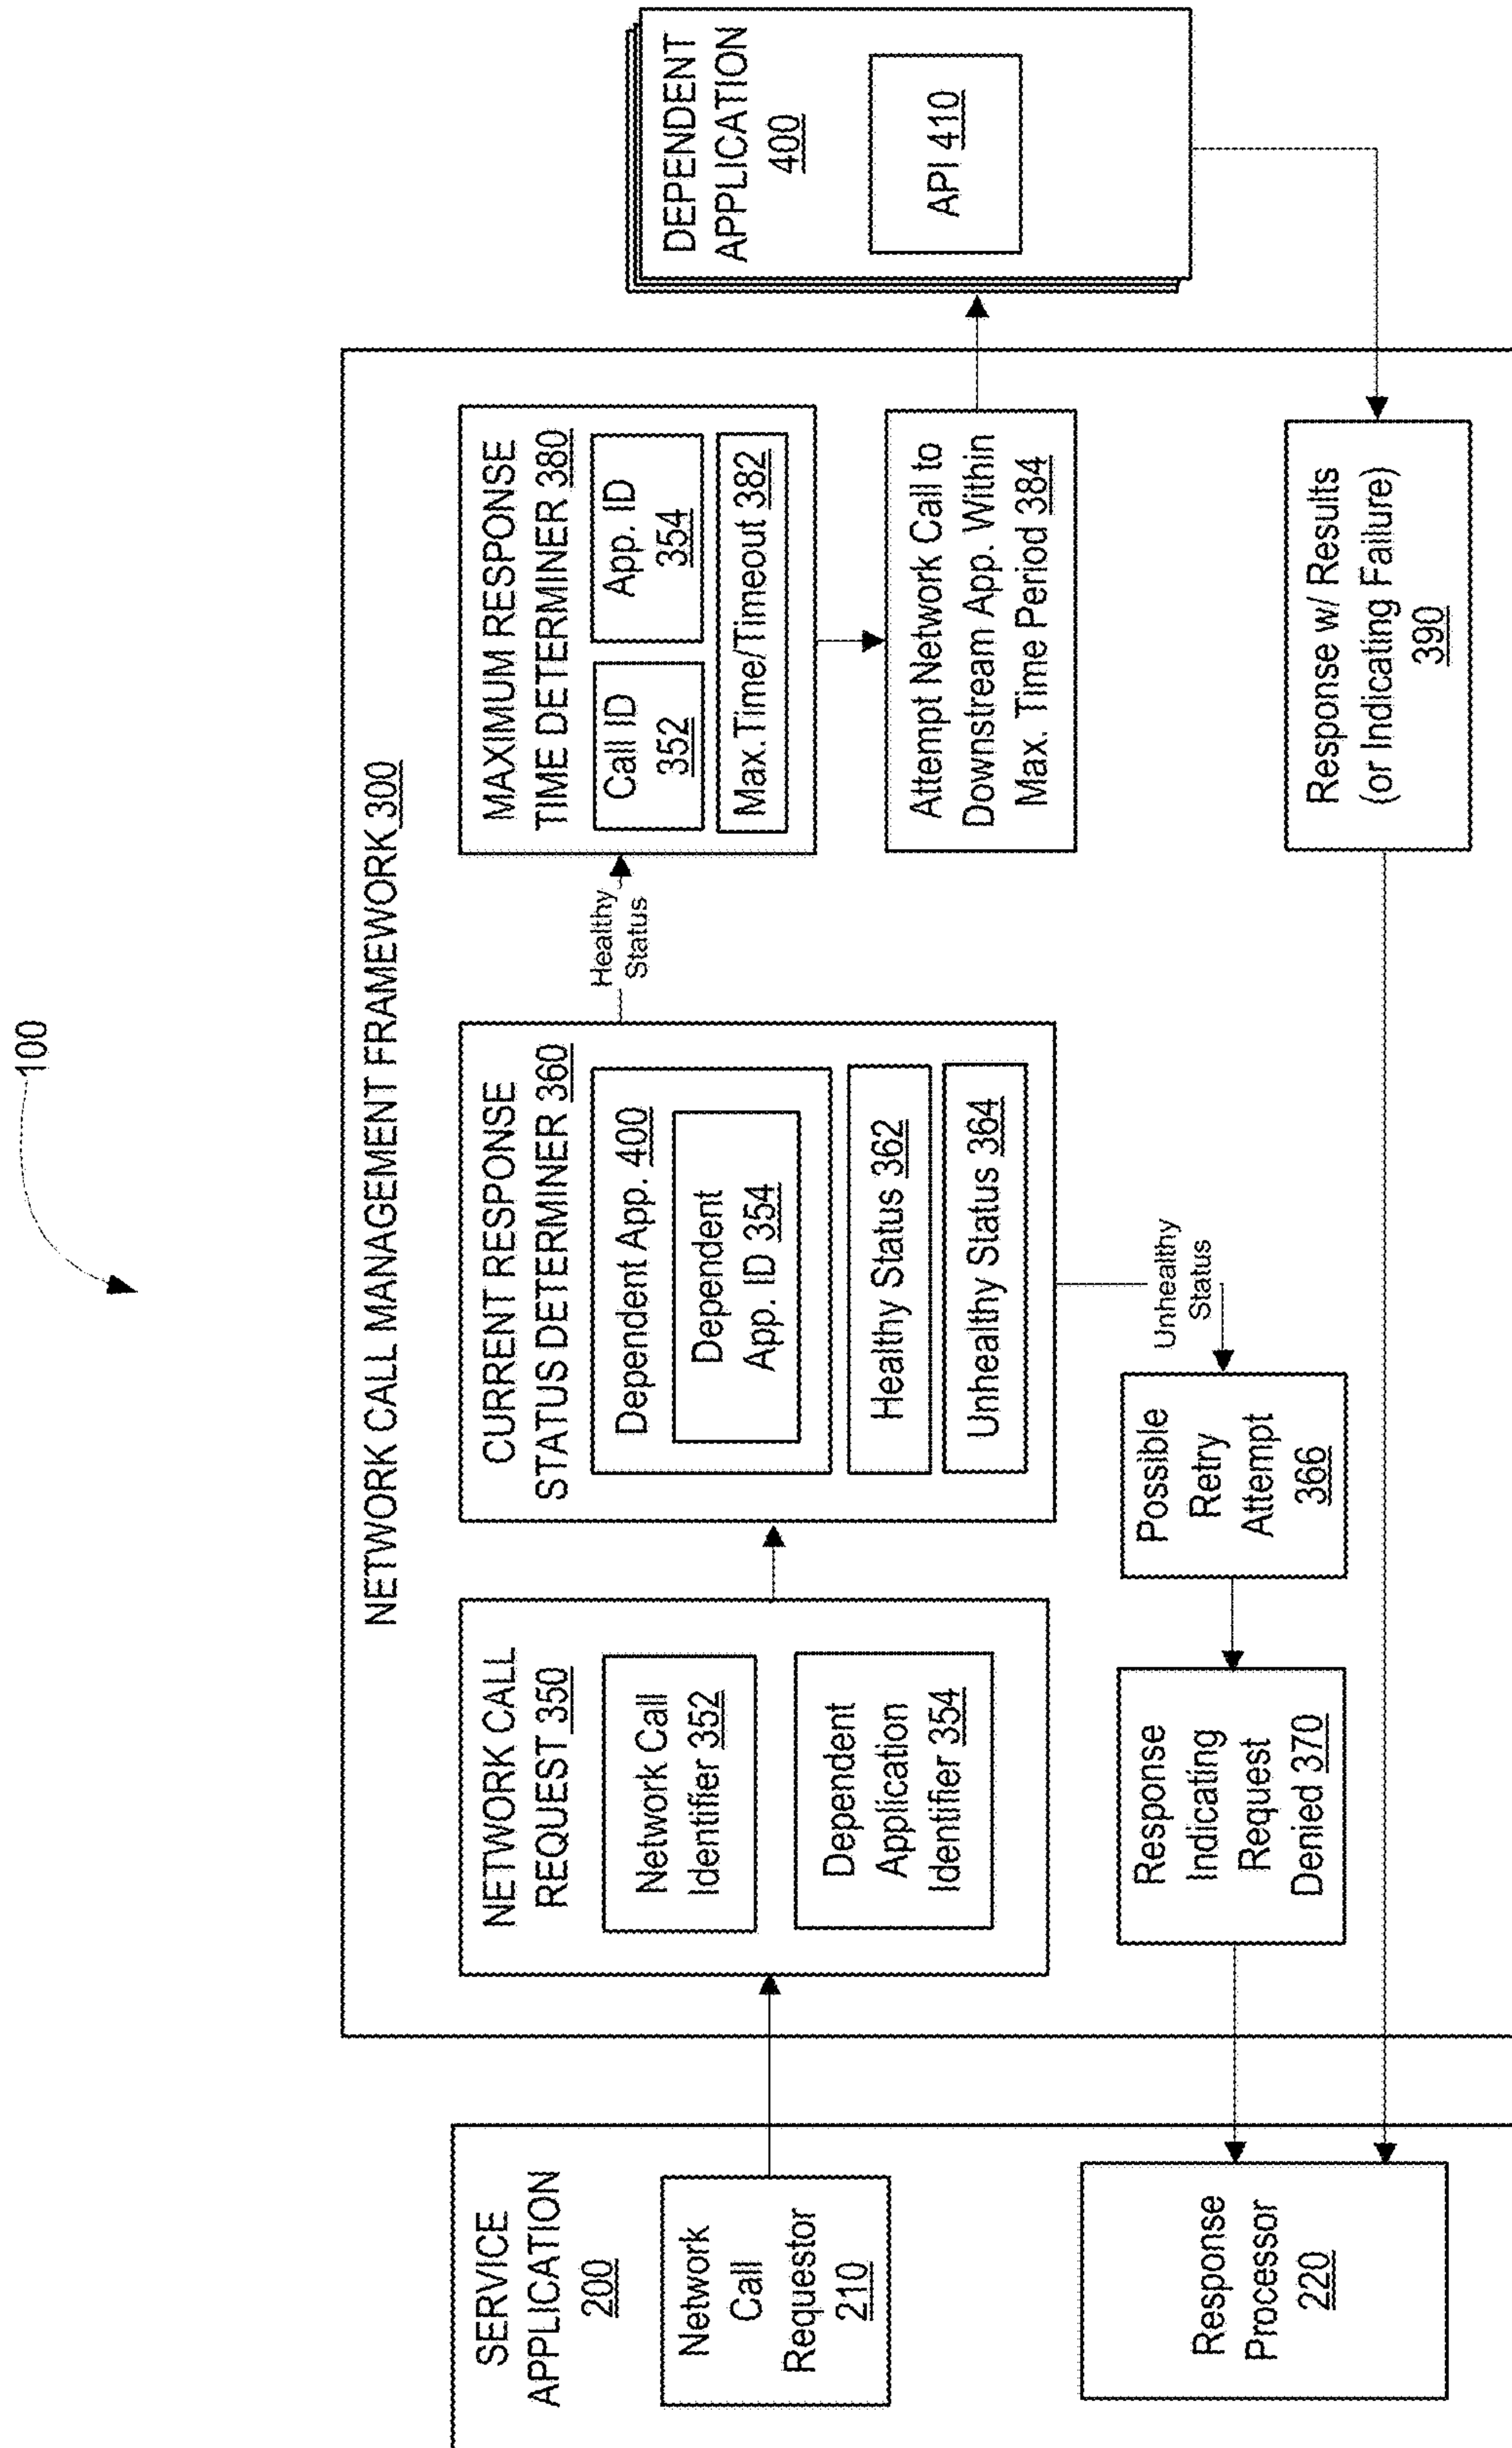 100
NETWORK CALL MANAGEMENT FRAMEWORK 300
SERVICE
APPLICATION
200
Network
Call
Requestor
210
Response
Processor
220
NETWORK CALL
REQUEST 350
Network Call
Identifier 352
Dependent
Application
Identifier 354
CURRENT RESPONSE
STATUS DETERMINER 360
Dependent App. 400
Dependent
App. ID 354
Healthy Status 362
Unhealthy Status 364
Healthy
Status
Unhealthy
Status
Possible
Retry
Attempt
366
Response
Indicating
Request
Denied 370
MAXIMUM RESPONSE
TIME DETERMINER 380
Call ID
352
App. ID
354
Max.Time/Timeout 382
Attempt Network Call to
Downstream App. Within
Max. Time Period 384
Response w/ Results
(or Indicating Failure)
390
DEPENDENT
APPLICATION
400
API 410